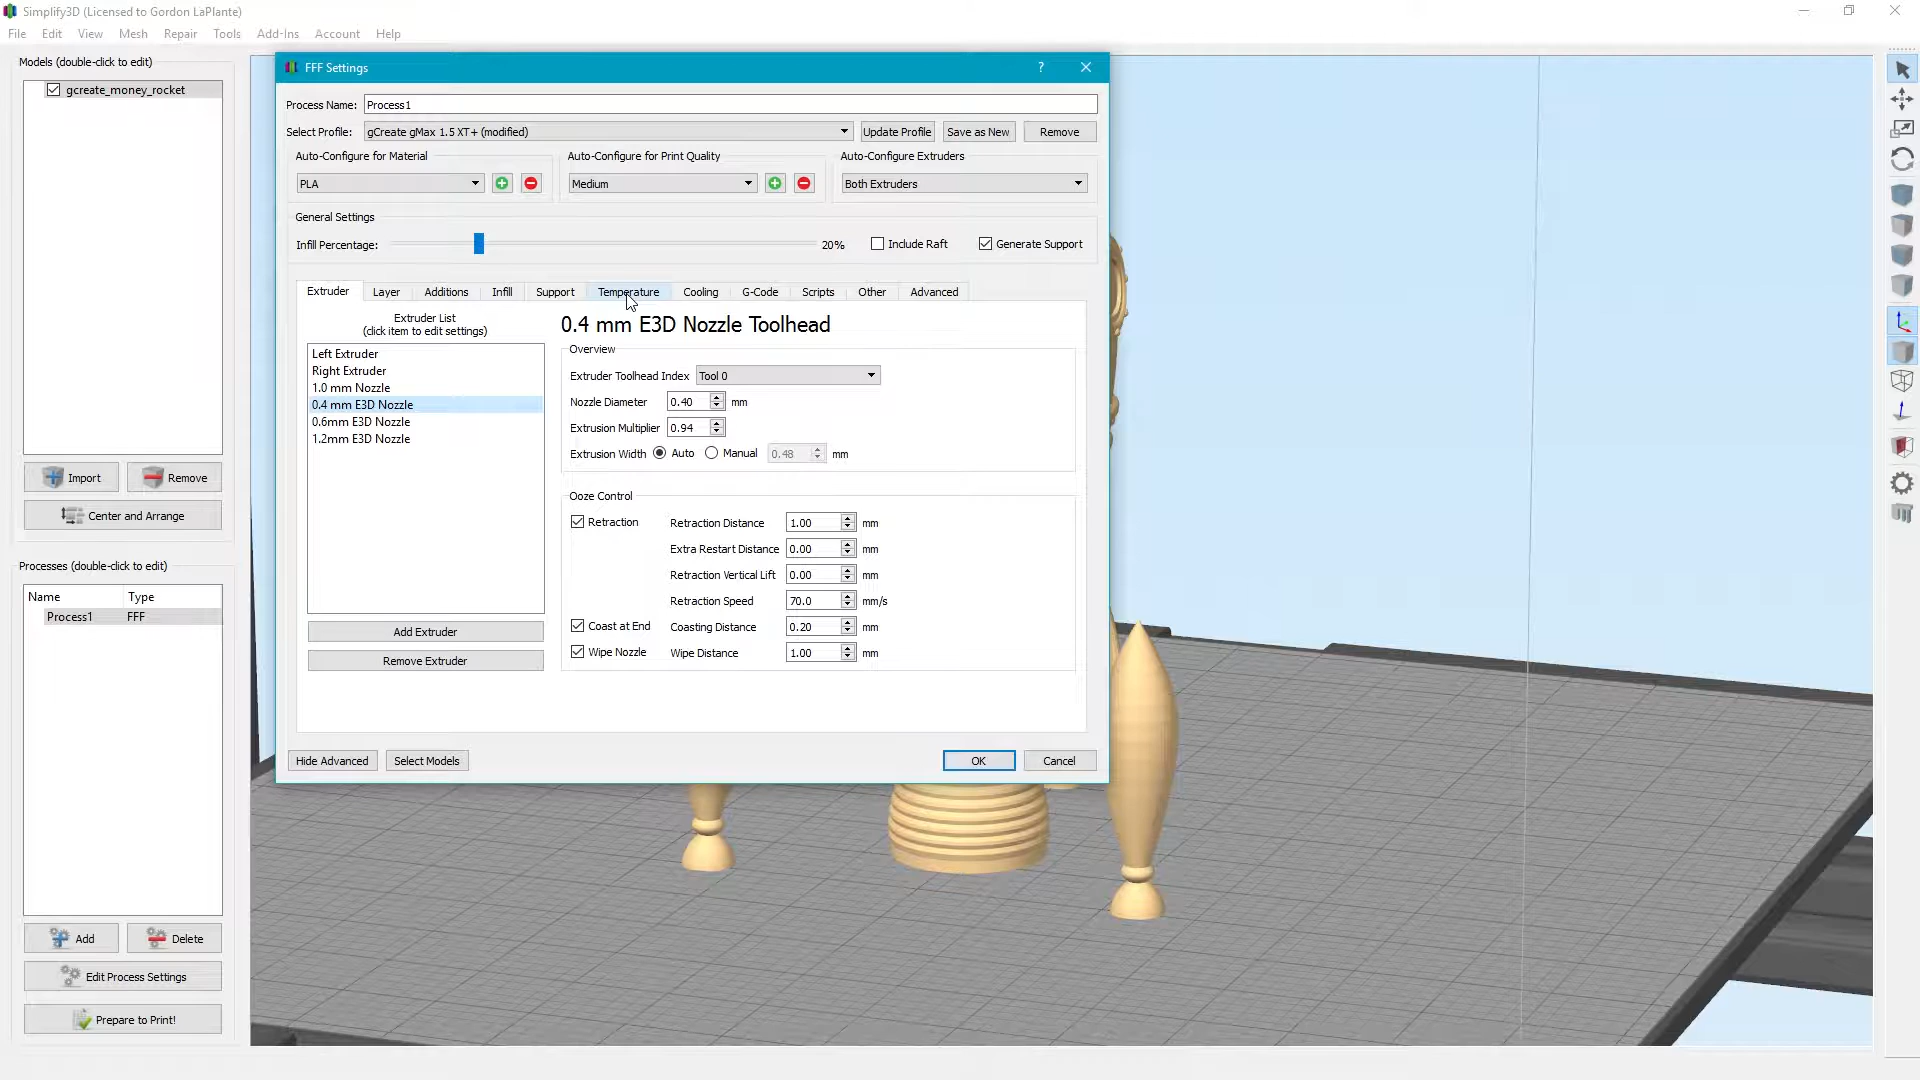 Simplify3D (Licensed to Gordon LaPlante)
File Edit View Mesh Repair Tools Add-Ins Account Help
Models (double-click to edit)
gcreate_money_rocket
Import Remove
Center and Arrange
Processes (double-click to edit)
Name Type
Process1 FFF
Add Delete
Edit Process Settings
Prepare to Print!
FFF Settings ?
Process Name: Process1
Select Profile: gCreate gMax 1.5 XT+ (modified) Update Profile Save as New Remove
Auto-Configure for Material Auto-Configure for Print Quality Auto-Configure Extruders
PLA Medium Both Extruders
General Settings
Infill Percentage: 20% Include Raft Generate Support
Extruder Layer Additions Infill Support Temperature Cooling G-Code Scripts Other Advanced
Extruder List
(click item to edit settings)
Left Extruder
Right Extruder
1.0 mm Nozzle
0.4 mm E3D Nozzle
0.6mm E3D Nozzle
1.2mm E3D Nozzle
Add Extruder
Remove Extruder
0.4 mm E3D Nozzle Toolhead
Overview
Extruder Toolhead Index Tool 0
Nozzle Diameter 0.40 mm
Extrusion Multiplier 0.94
Extrusion Width Auto Manual 0.48 mm
Ooze Control
Retraction Retraction Distance 1.00 mm
Extra Restart Distance 0.00 mm
Retraction Vertical Lift 0.00 mm
Retraction Speed 70.0 mm/s
Coast at End Coasting Distance 0.20 mm
Wipe Nozzle Wipe Distance 1.00 mm
Hide Advanced Select Models OK Cancel